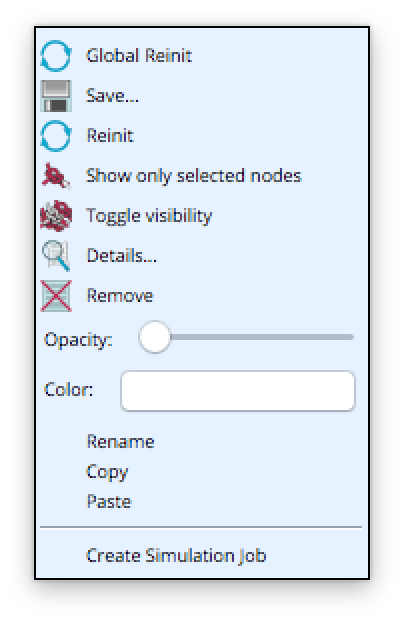 Global Reinit
Save...
Reinit
Show only selected nodes
Toggle visibility
Details...
Remove
Opacity:
Color:
Rename
Copy
Paste
Create Simulation Job